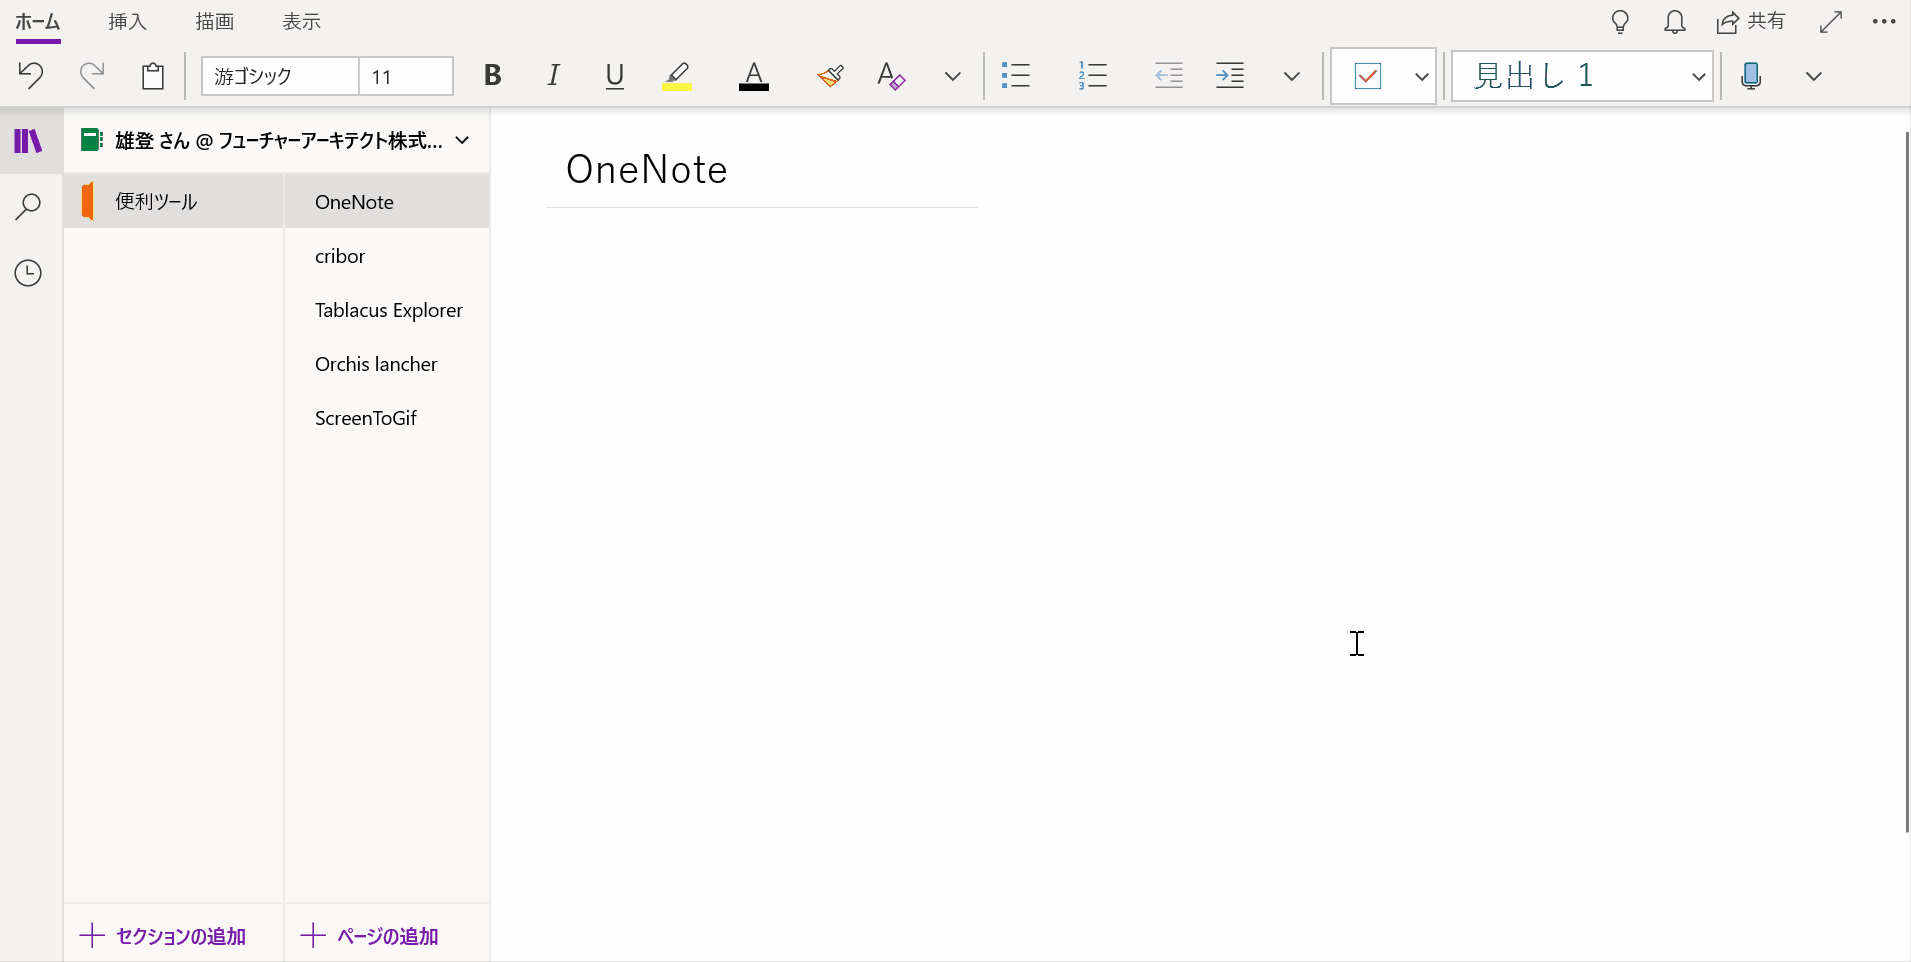 ホーム 挿入 描画 表示 共有
游ゴシック 11 B I U A A 見出し 1
雄登 さん @ フューチャーアーキテクト株式...
便利ツール
OneNote
cribor
Tablacus Explorer
Orchis lancher
ScreenToGif
セクションの追加
ページの追加
OneNote